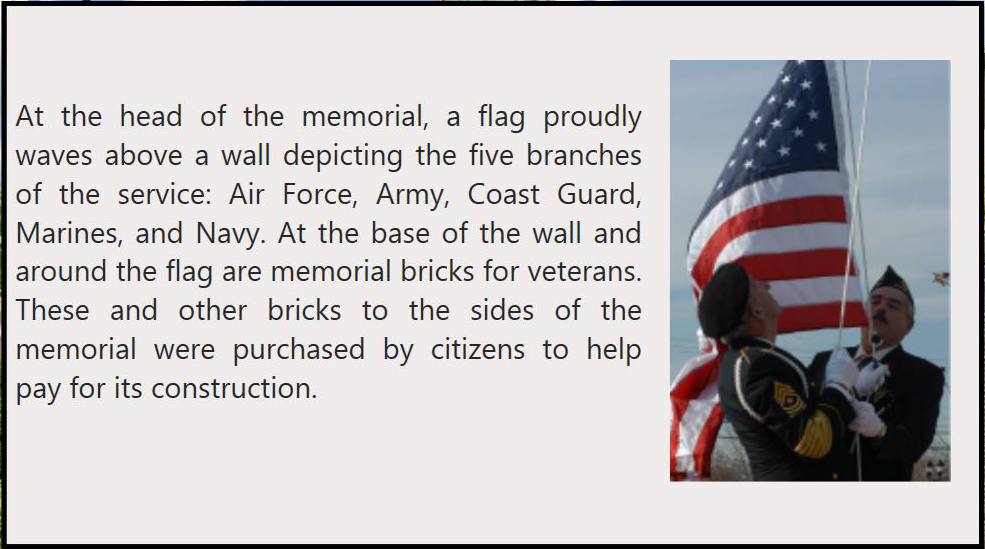 At the head of the memorial, a flag proudly
waves above a wall depicting the five branches
of the service: Air Force, Army, Coast Guard,
Marines, and Navy. At the base of the wall and
around the flag are memorial bricks for veterans.
These and other bricks to the sides of the
memorial were purchased by citizens to help
pay for its construction.